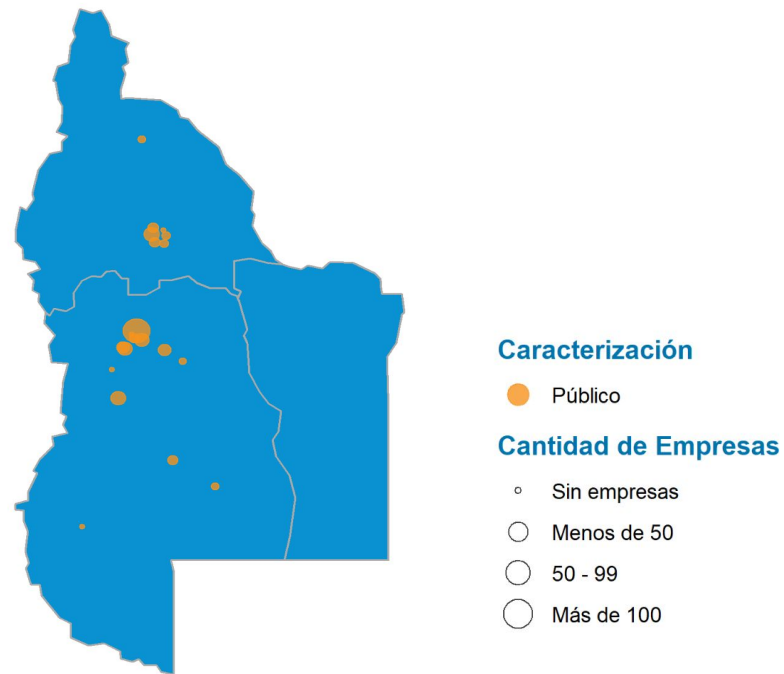 Caracterización
Público
Cantidad de Empresas
Sin empresas
Menos de 50
50 - 99
Más de 100